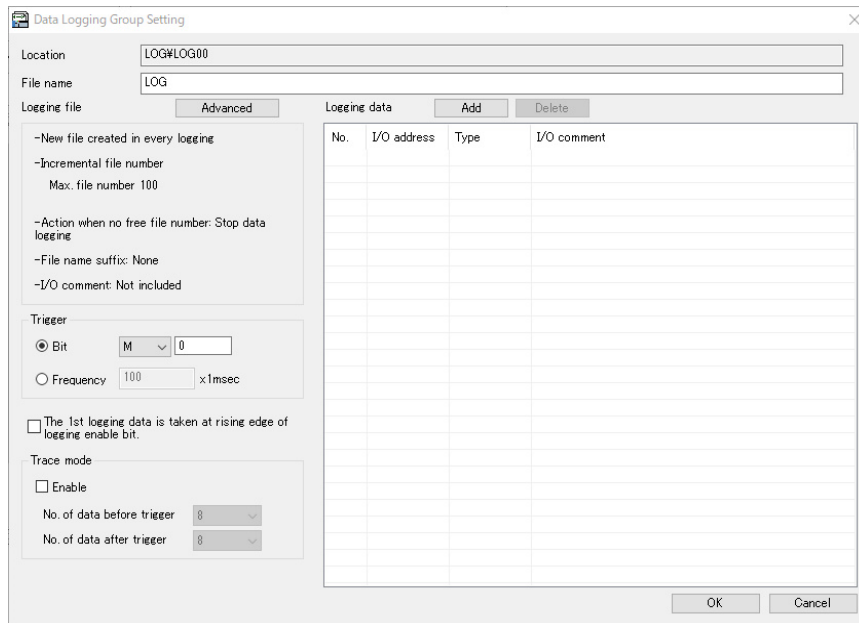 Data Logging Group Setting
Location
LOG¥LOG00
File name
LOG
Logging file
Advanced
Logging data
Add
Delete
-New file created in every logging
-Incremental file number
Max. file number 100
-Action when no free file number: Stop data
logging
-File name suffix: None
-I/O comment: Not included
No. I/O address Type I/O comment
Trigger
Bit M 0
Frequency 100 x1msec
The 1st logging data is taken at rising edge of
logging enable bit.
Trace mode
Enable
No. of data before trigger 8
No. of data after trigger 8
OK Cancel